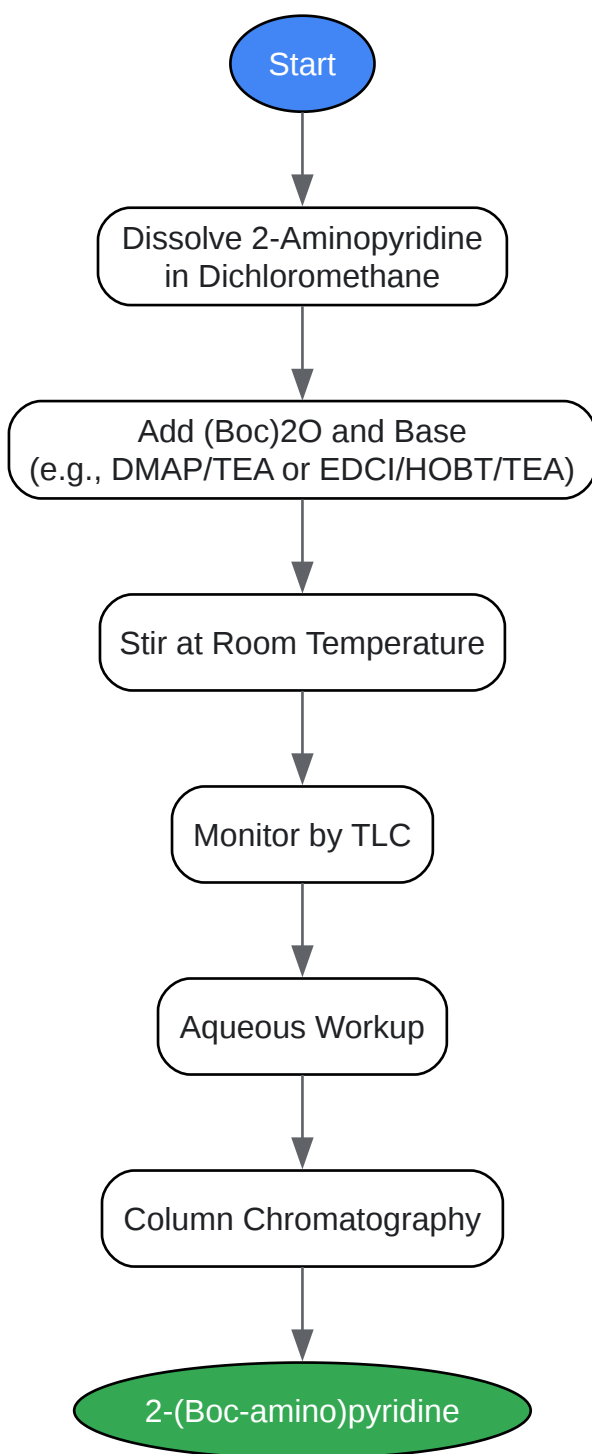 Start
Dissolve 2-Aminopyridine
in Dichloromethane
Add (Boc)2O and Base
(e.g., DMAP/TEA or EDCI/HOBT/TEA)
Stir at Room Temperature
Monitor by TLC
Aqueous Workup
Column Chromatography
2-(Boc-amino)pyridine